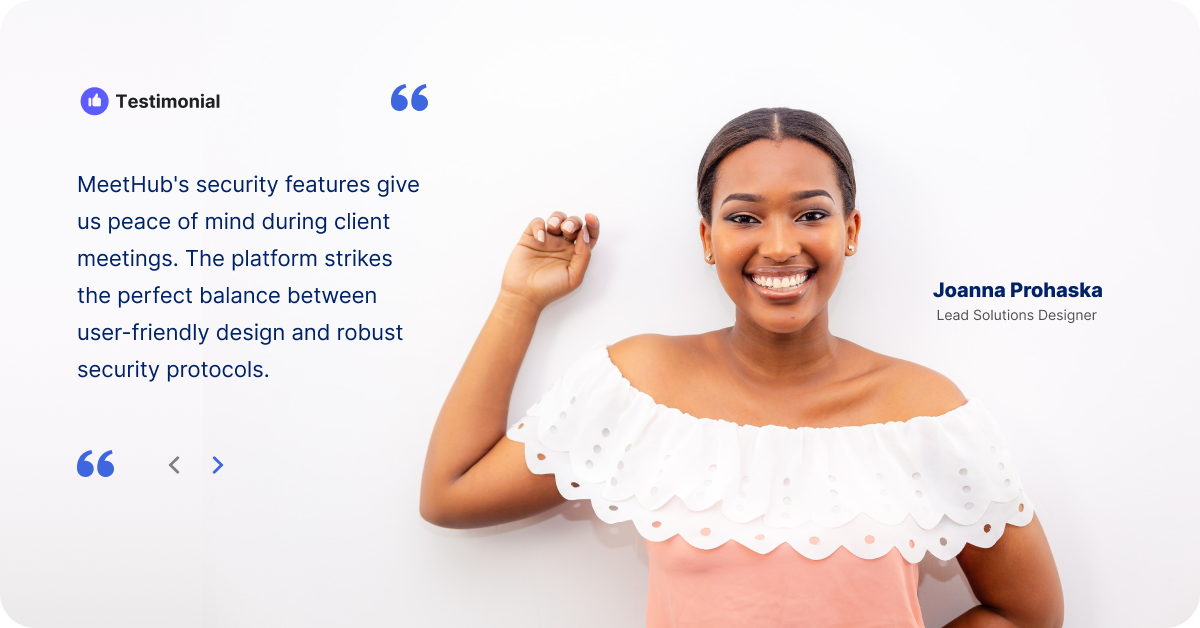 Testimonial
“
MeetHub's security features give
us peace of mind during client
meetings. The platform strikes
the perfect balance between
user-friendly design and robust
security protocols.
“
Joanna Prohaska
Lead Solutions Designer